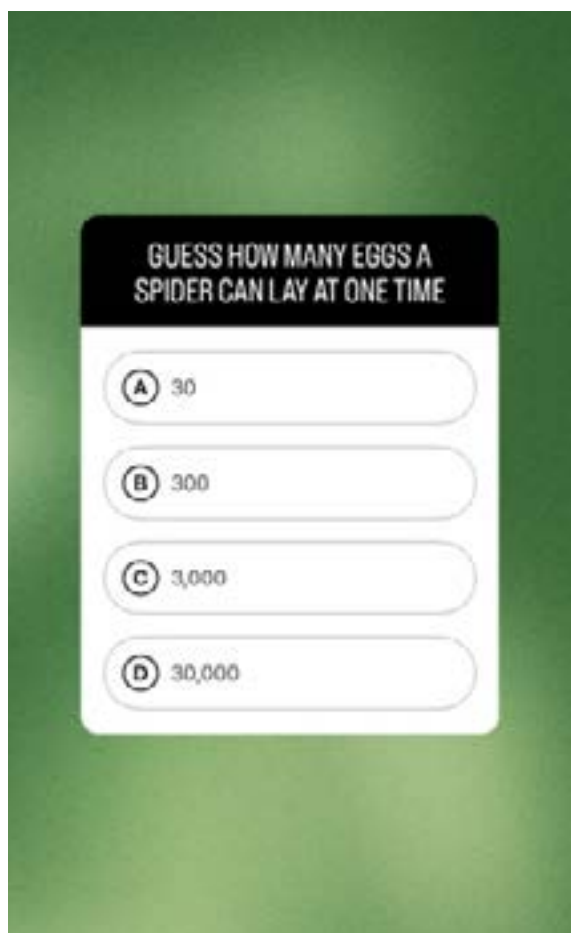 GUESS HOW MANY EGGS A
SPIDER CAN LAY AT ONE TIME
A 30
B 300
C 3,000
D 30,000